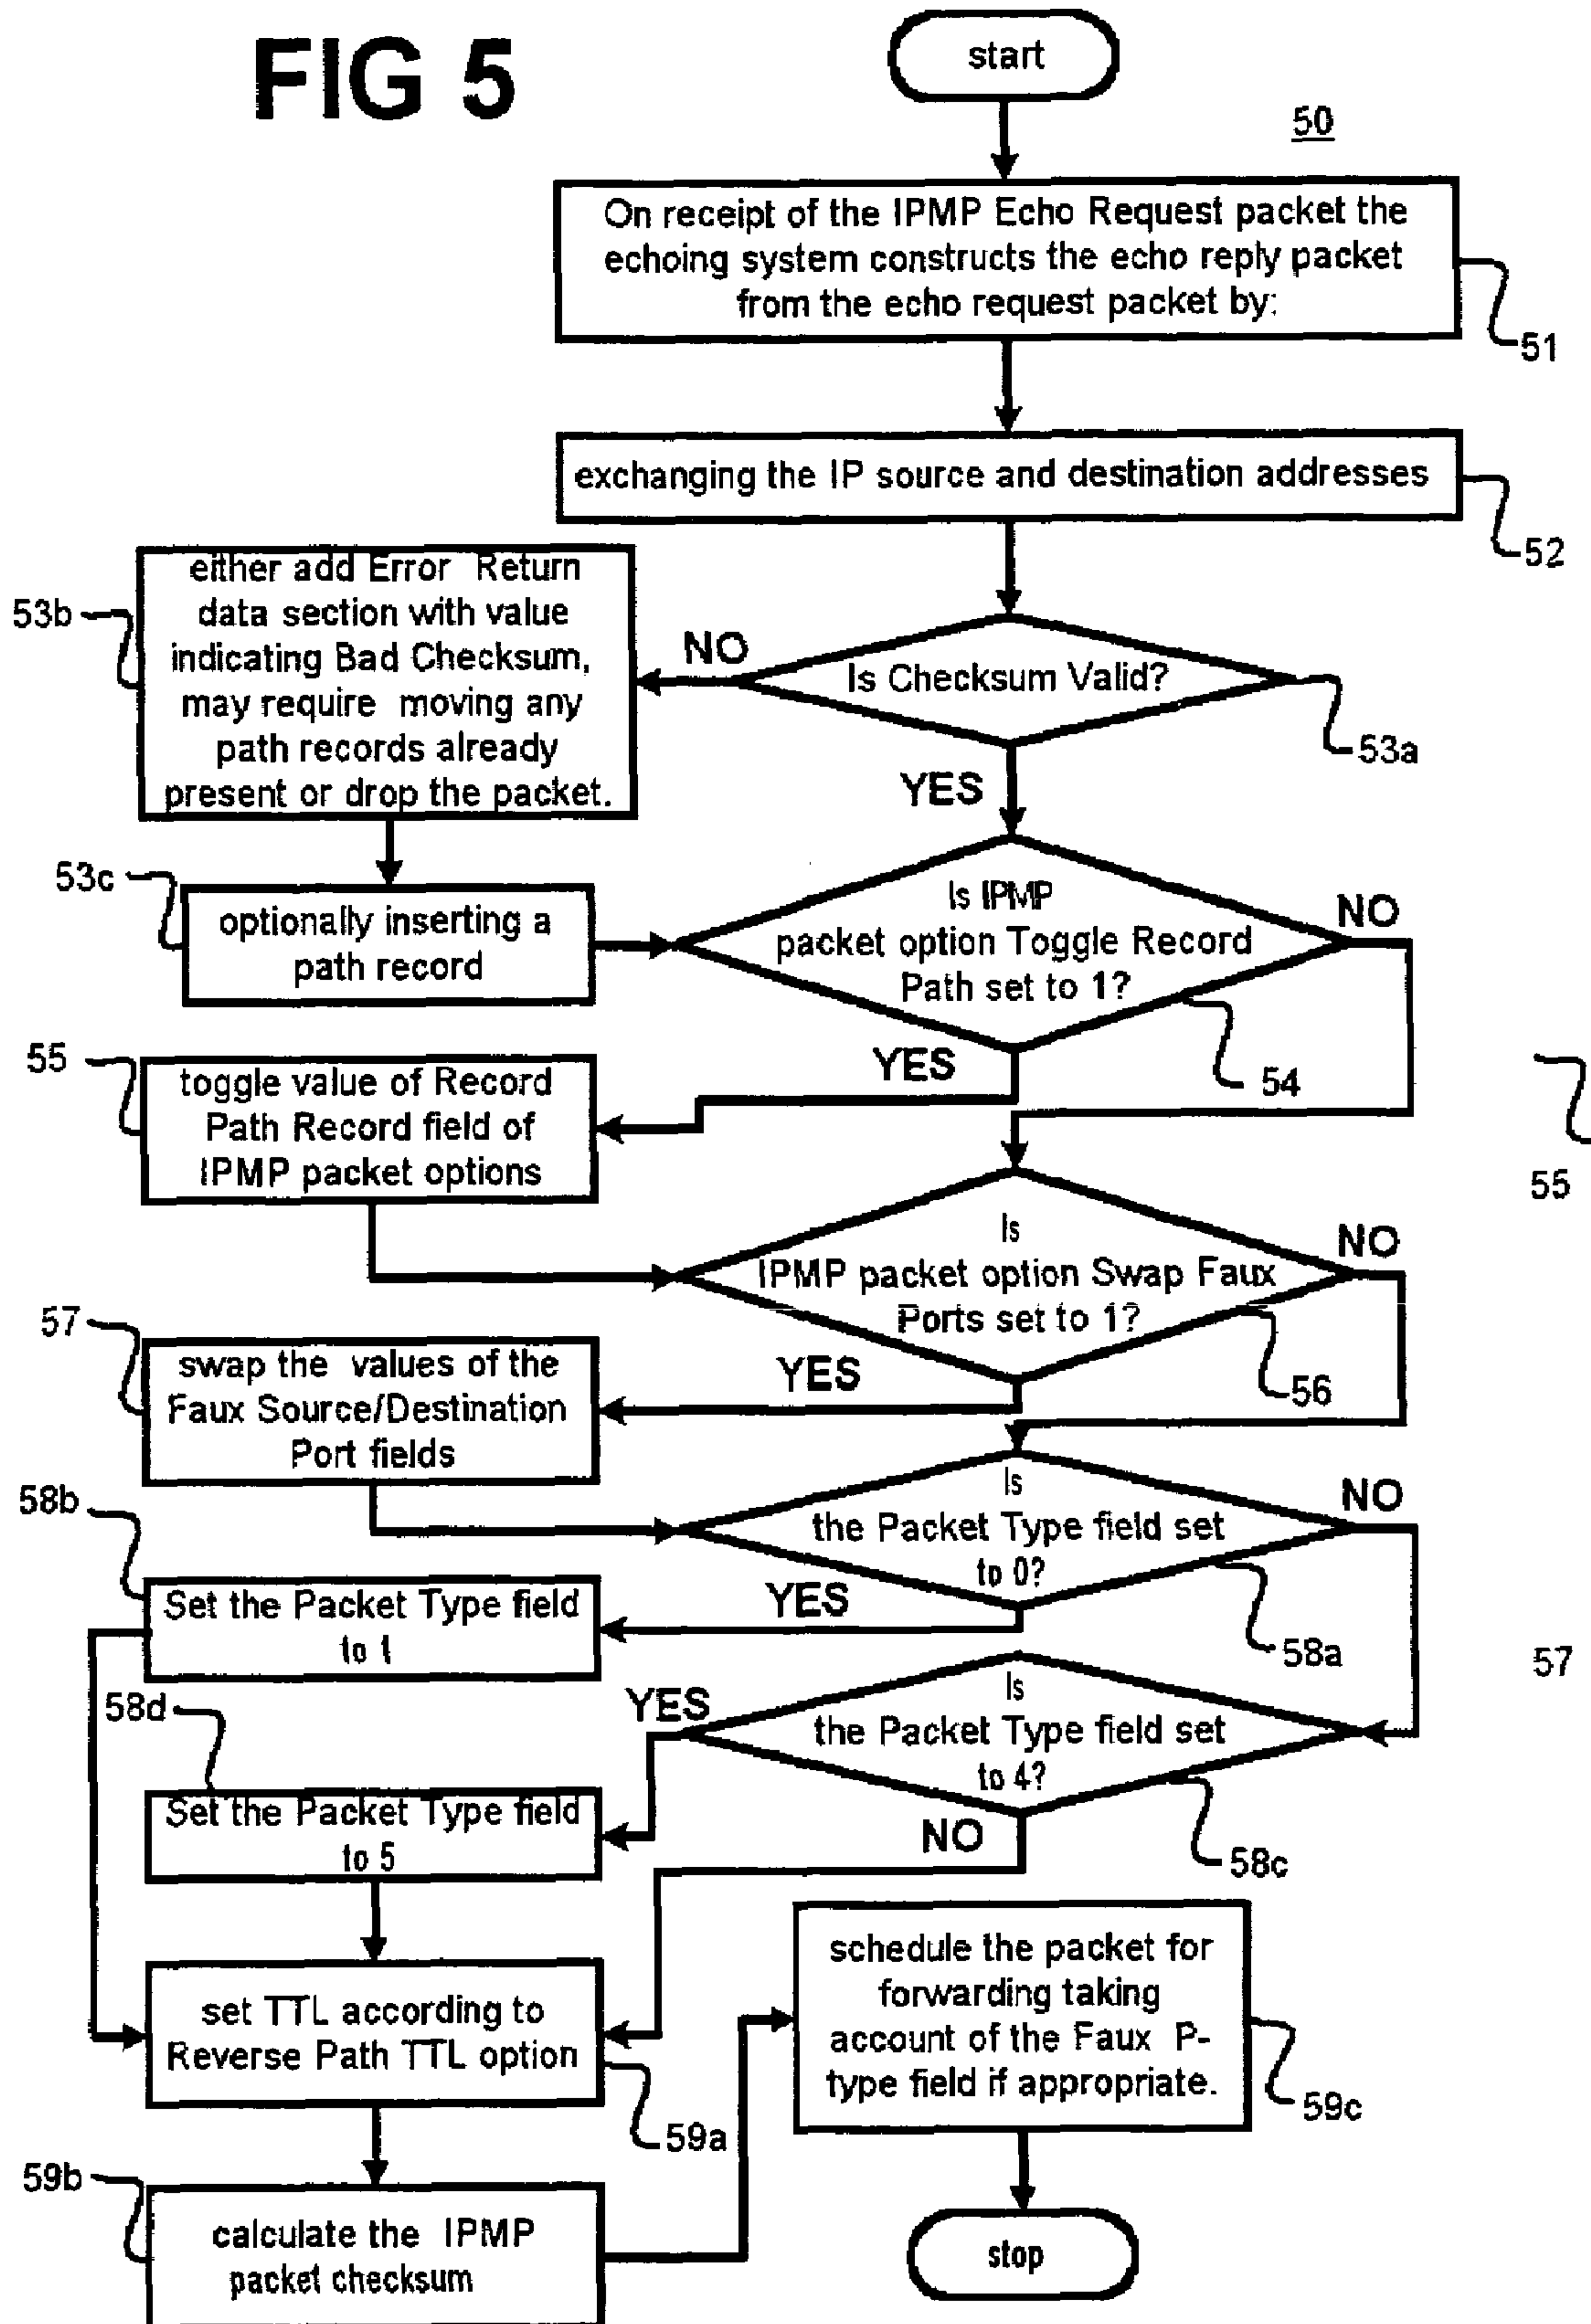 FIG 5
start
50
On receipt of the IPMP Echo Request packet the
echoing system constructs the echo reply packet
from the echo request packet by:
51
exchanging the IP source and destination addresses
52
either add Error Return
data section with value
indicating Bad Checksum,
may require moving any
path records already
present or drop the packet.
53b
NO
Is Checksum Valid?
53a
YES
53c
optionally inserting a
path record
Is IPMP
packet option Toggle Record
Path set to 1?
NO
54
YES
55
toggle value of Record
Path Record field of
IPMP packet options
55
Is
IPMP packet option Swap Faux
Ports set to 1?
NO
56
YES
57
swap the values of the
Faux Source/Destination
Port fields
Is
the Packet Type field set
to 0?
NO
58a
YES
58b
Set the Packet Type field
to 1
57
Is
the Packet Type field set
to 4?
YES
58c
NO
58d
Set the Packet Type field
to 5
set TTL according to
Reverse Path TTL option
59a
schedule the packet for
forwarding taking
account of the Faux P-
type field if appropriate.
59c
59b
calculate the IPMP
packet checksum
stop